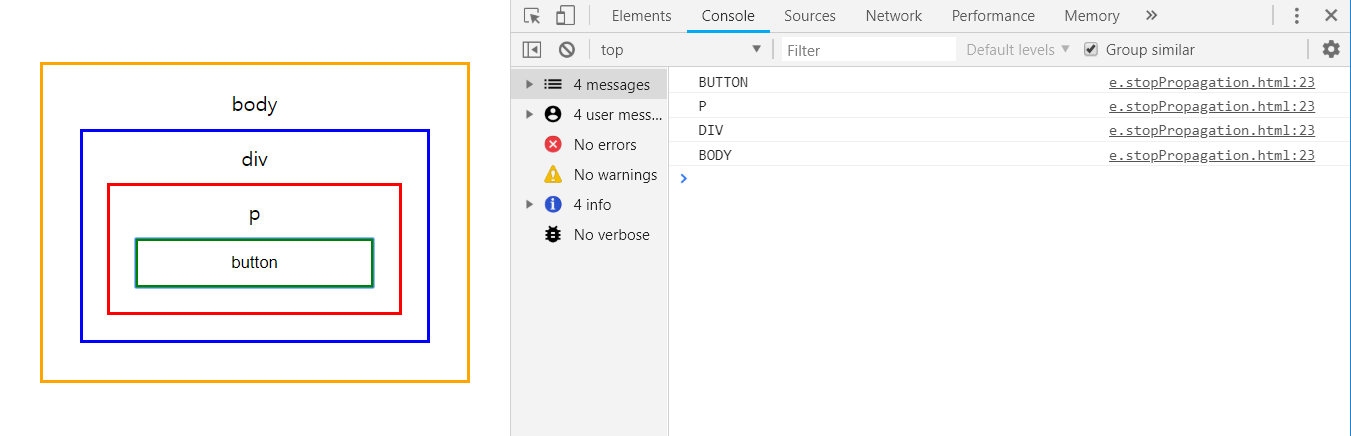 body
div
p
button
Elements Console Sources Network Performance Memory »
top Filter Default levels Group similar
4 messages
4 user mess...
No errors
No warnings
4 info
No verbose
BUTTON e.stopPropagation.html:23
P e.stopPropagation.html:23
DIV e.stopPropagation.html:23
BODY e.stopPropagation.html:23